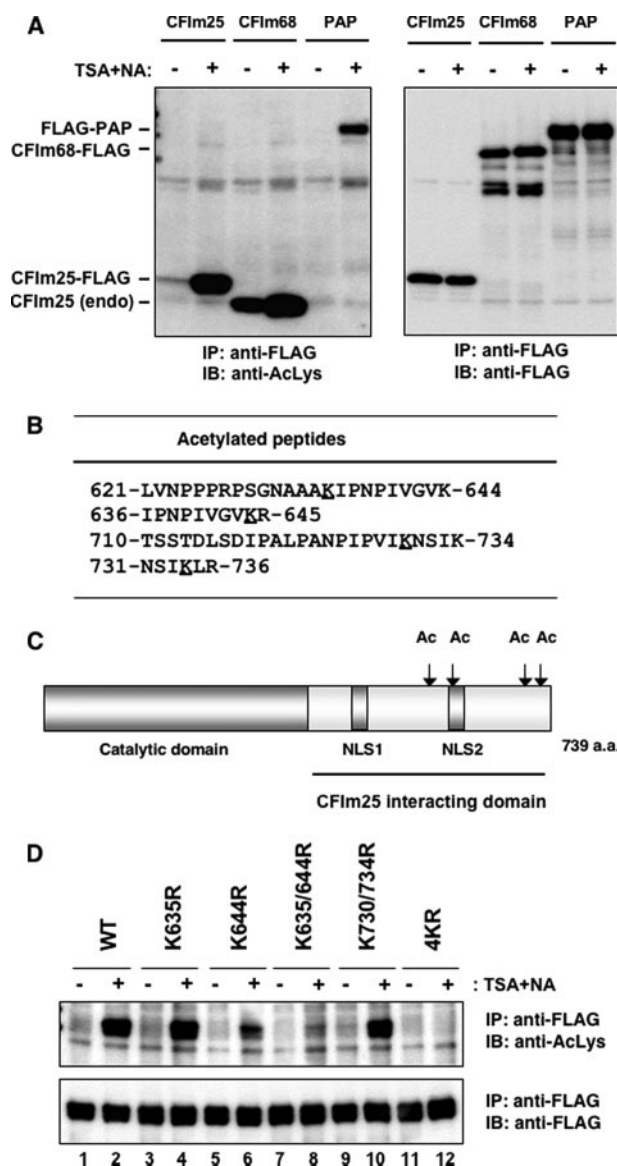 A
CFIm25 CFIm68 PAP CFIm25 CFIm68 PAP
TSA+NA: - + - + - + - + - + - +
FLAG-PAP
CFIm68-FLAG
CFIm25-FLAG
CFIm25 (endo)
IP: anti-FLAG IP: anti-FLAG
IB: anti-AcLys IB: anti-FLAG
B
Acetylated peptides
621-LVNPPPRPSGNAAAKIPNPIVGVK-644
636-IPNPIVGVKR-645
710-TSSTDLSDIPALPANPIPVIKNSIK-734
731-NSIKLR-736
C
Ac Ac Ac Ac
Catalytic domain NLS1 NLS2 739 a.a.
CFIm25 interacting domain
D
WT K635R K644R K635/644R K730/734R 4KR
- + - + - + - + - + - + : TSA+NA
IP: anti-FLAG
IB: anti-AcLys
IP: anti-FLAG
IB: anti-FLAG
1 2 3 4 5 6 7 8 9 10 11 12